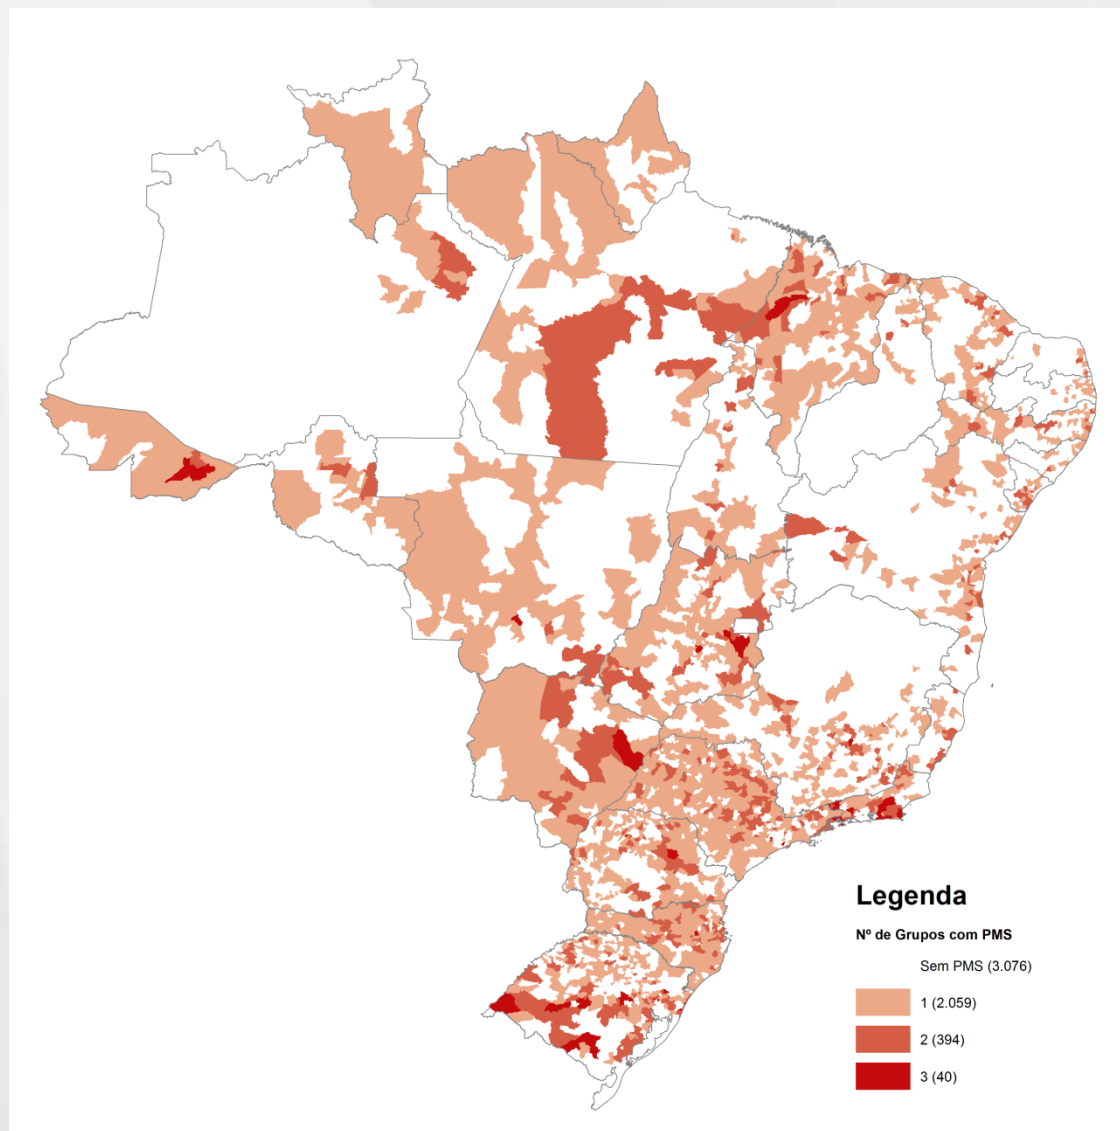 Legenda
Nº de Grupos com PMS
Sem PMS (3.076)
1 (2.059)
2 (394)
3 (40)